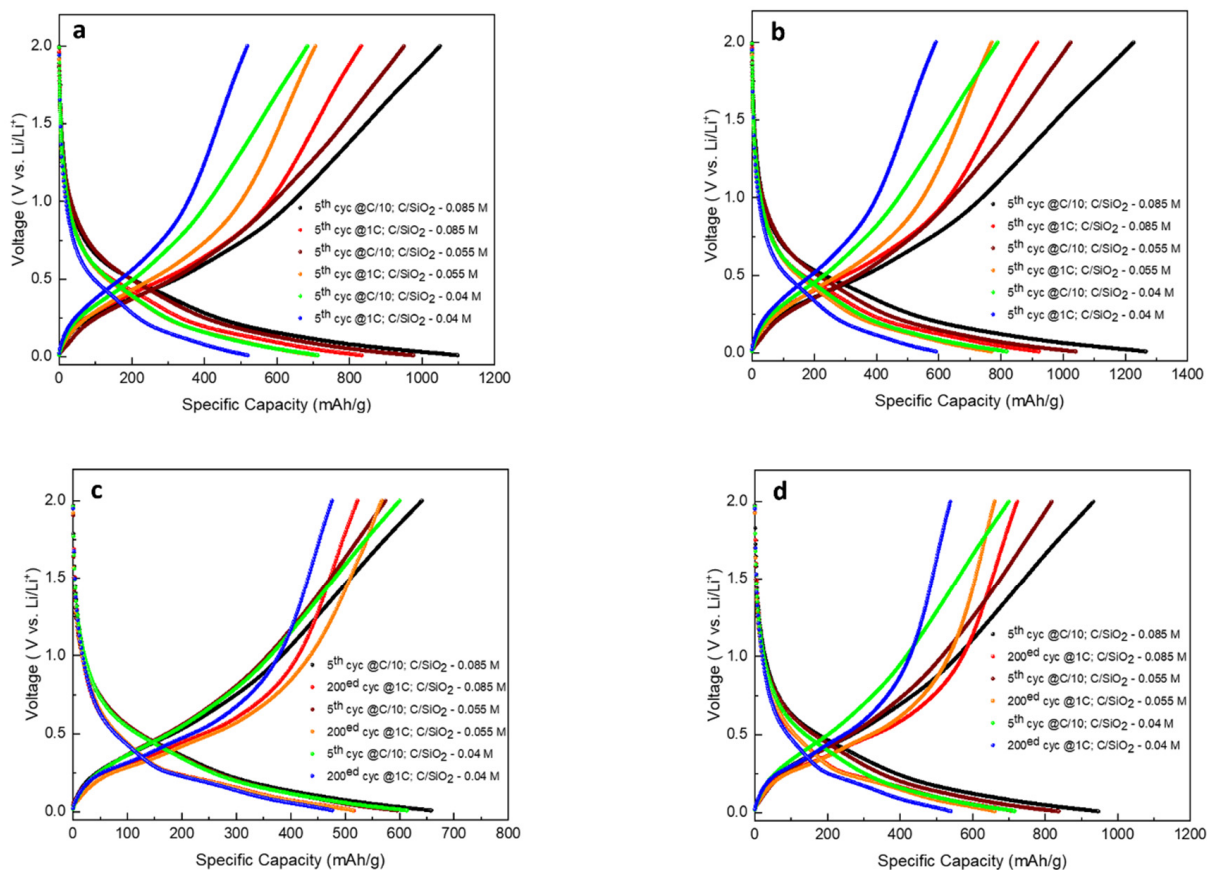 a
2.0
1.5
1.0
0.5
0.0
Voltage ( V vs. Li/Li⁺)
5th cyc @C/10; C/SiO₂ - 0.085 M
5th cyc @1C; C/SiO₂ - 0.085 M
5th cyc @C/10; C/SiO₂ - 0.055 M
5th cyc @1C; C/SiO₂ - 0.055 M
5th cyc @C/10; C/SiO₂ - 0.04 M
5th cyc @1C; C/SiO₂ - 0.04 M
0 200 400 600 800 1000 1200
Specific Capacity (mAh/g)
b
2.0
1.5
1.0
0.5
0.0
Voltage ( V vs. Li/Li⁺)
5th cyc @C/10; C/SiO₂ - 0.085 M
5th cyc @1C; C/SiO₂ - 0.085 M
5th cyc @C/10; C/SiO₂ - 0.055 M
5th cyc @1C; C/SiO₂ - 0.055 M
5th cyc @C/10; C/SiO₂ - 0.04 M
5th cyc @1C; C/SiO₂ - 0.04 M
0 200 400 600 800 1000 1200 1400
Specific Capacity (mAh/g)
c
2.0
1.5
1.0
0.5
0.0
Voltage ( V vs. Li/Li⁺)
5th cyc @C/10; C/SiO₂ - 0.085 M
200ed cyc @1C; C/SiO₂ - 0.085 M
5th cyc @C/10; C/SiO₂ - 0.055 M
200ed cyc @1C; C/SiO₂ - 0.055 M
5th cyc @C/10; C/SiO₂ - 0.04 M
200ed cyc @1C; C/SiO₂ - 0.04 M
0 100 200 300 400 500 600 700 800
Specific Capacity (mAh/g)
d
2.0
1.5
1.0
0.5
0.0
Voltage ( V vs. Li/Li⁺)
5th cyc @C/10; C/SiO₂ - 0.085 M
200ed cyc @1C; C/SiO₂ - 0.085 M
5th cyc @C/10; C/SiO₂ - 0.055 M
200ed cyc @1C; C/SiO₂ - 0.055 M
5th cyc @C/10; C/SiO₂ - 0.04 M
200ed cyc @1C; C/SiO₂ - 0.04 M
0 200 400 600 800 1000 1200
Specific Capacity (mAh/g)